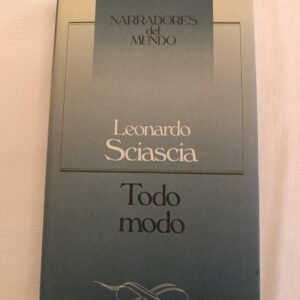 NARRADORES
del
MUNDO
Leonardo
Sciascia
Todo
modo